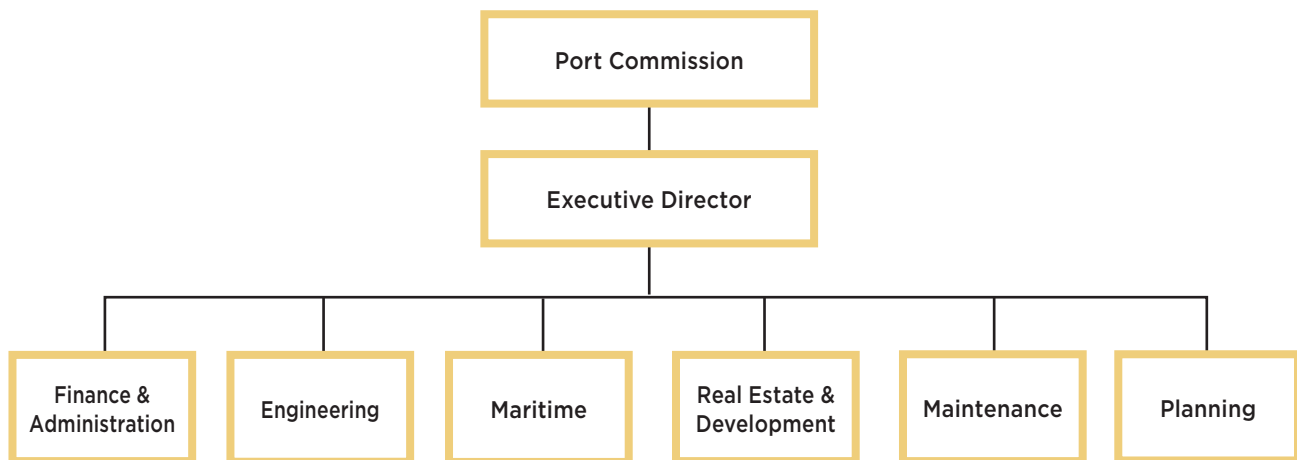 Port Commission
Executive Director
Finance &
Administration
Engineering
Maritime
Real Estate &
Development
Maintenance
Planning